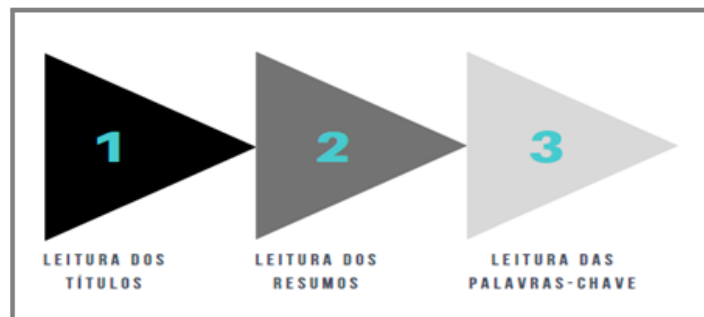 1
2
3
LEITURA DOS
TÍTULOS
LEITURA DOS
RESUMOS
LEITURA DAS
PALAVRAS-CHAVE